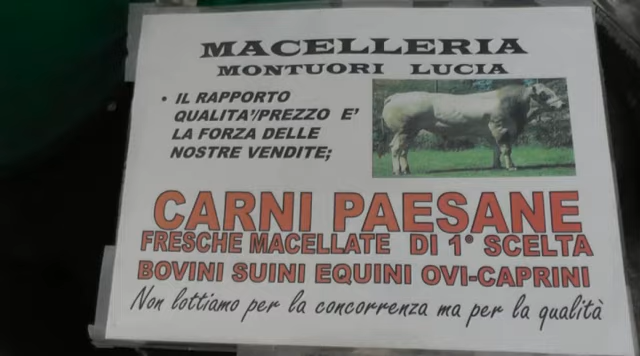 MACELLERIA
MONTUORI LUCIA
• IL RAPPORTO
QUALITA'/PREZZO E'
LA FORZA DELLE
NOSTRE VENDITE;
CARNI PAESANE
FRESCHE MACELLATE DI 1° SCELTA
BOVINI SUINI EQUINI OVI-CAPRINI
Non lottiamo per la concorrenza ma per la qualità